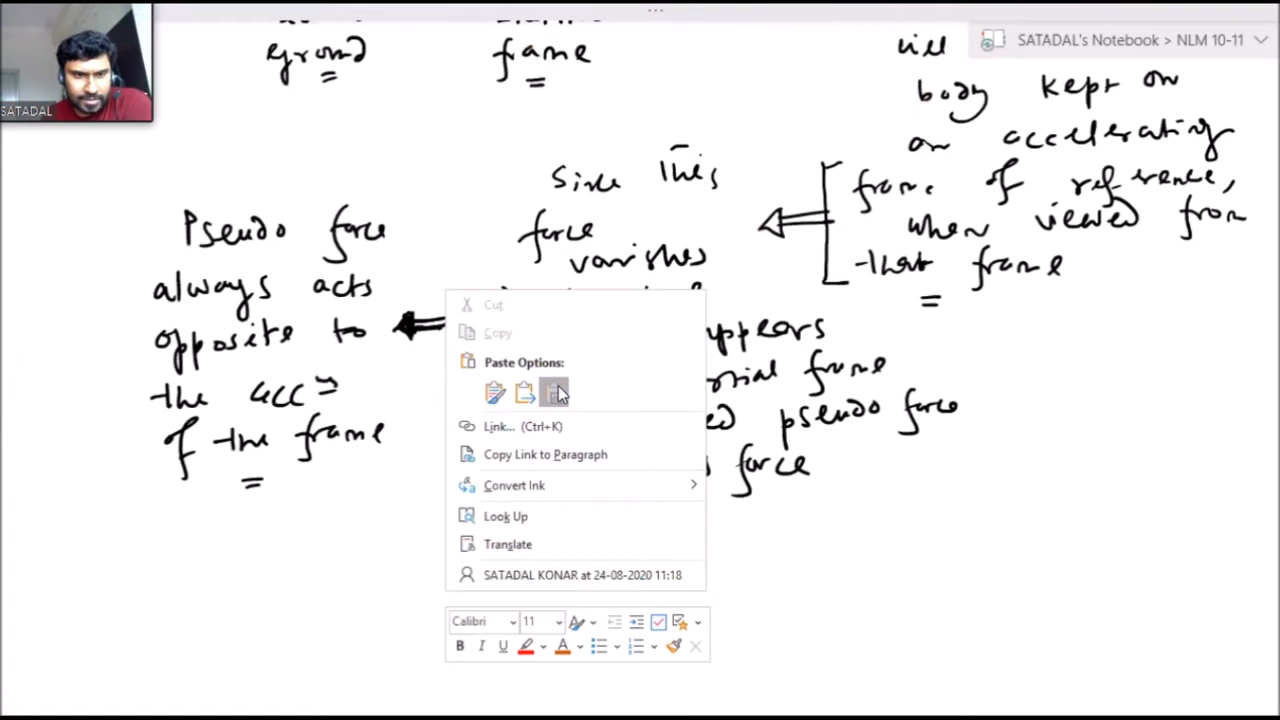 SATADAL's Notebook > NLM 10-11
SATADAL
ground
frame
body kept on
an accelerating
frame of reference,
when viewed from
that frame
Since this
force
vanishes
appears
frame
pseudo force
force
Pseudo force
always acts
opposite to
the accⁿ
of the frame
Cut
Copy
Paste Options:
Link... (Ctrl+K)
Copy Link to Paragraph
Convert Ink
Look Up
Translate
SATADAL KONAR at 24-08-2020 11:18
Calibri 11
B I U A